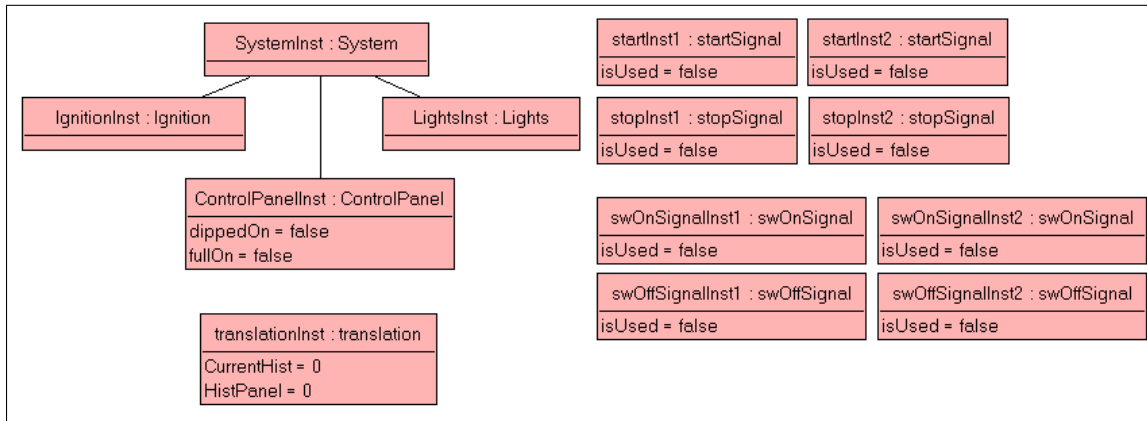 SystemInst : System
IgnitionInst : Ignition
LightsInst : Lights
ControlPanelInst : ControlPanel
dippedOn = false
fullOn = false
translationInst : translation
CurrentHist = 0
HistPanel = 0
startInst1 : startSignal
isUsed = false
startInst2 : startSignal
isUsed = false
stopInst1 : stopSignal
isUsed = false
stopInst2 : stopSignal
isUsed = false
swOnSignalInst1 : swOnSignal
isUsed = false
swOnSignalInst2 : swOnSignal
isUsed = false
swOffSignalInst1 : swOffSignal
isUsed = false
swOffSignalInst2 : swOffSignal
isUsed = false